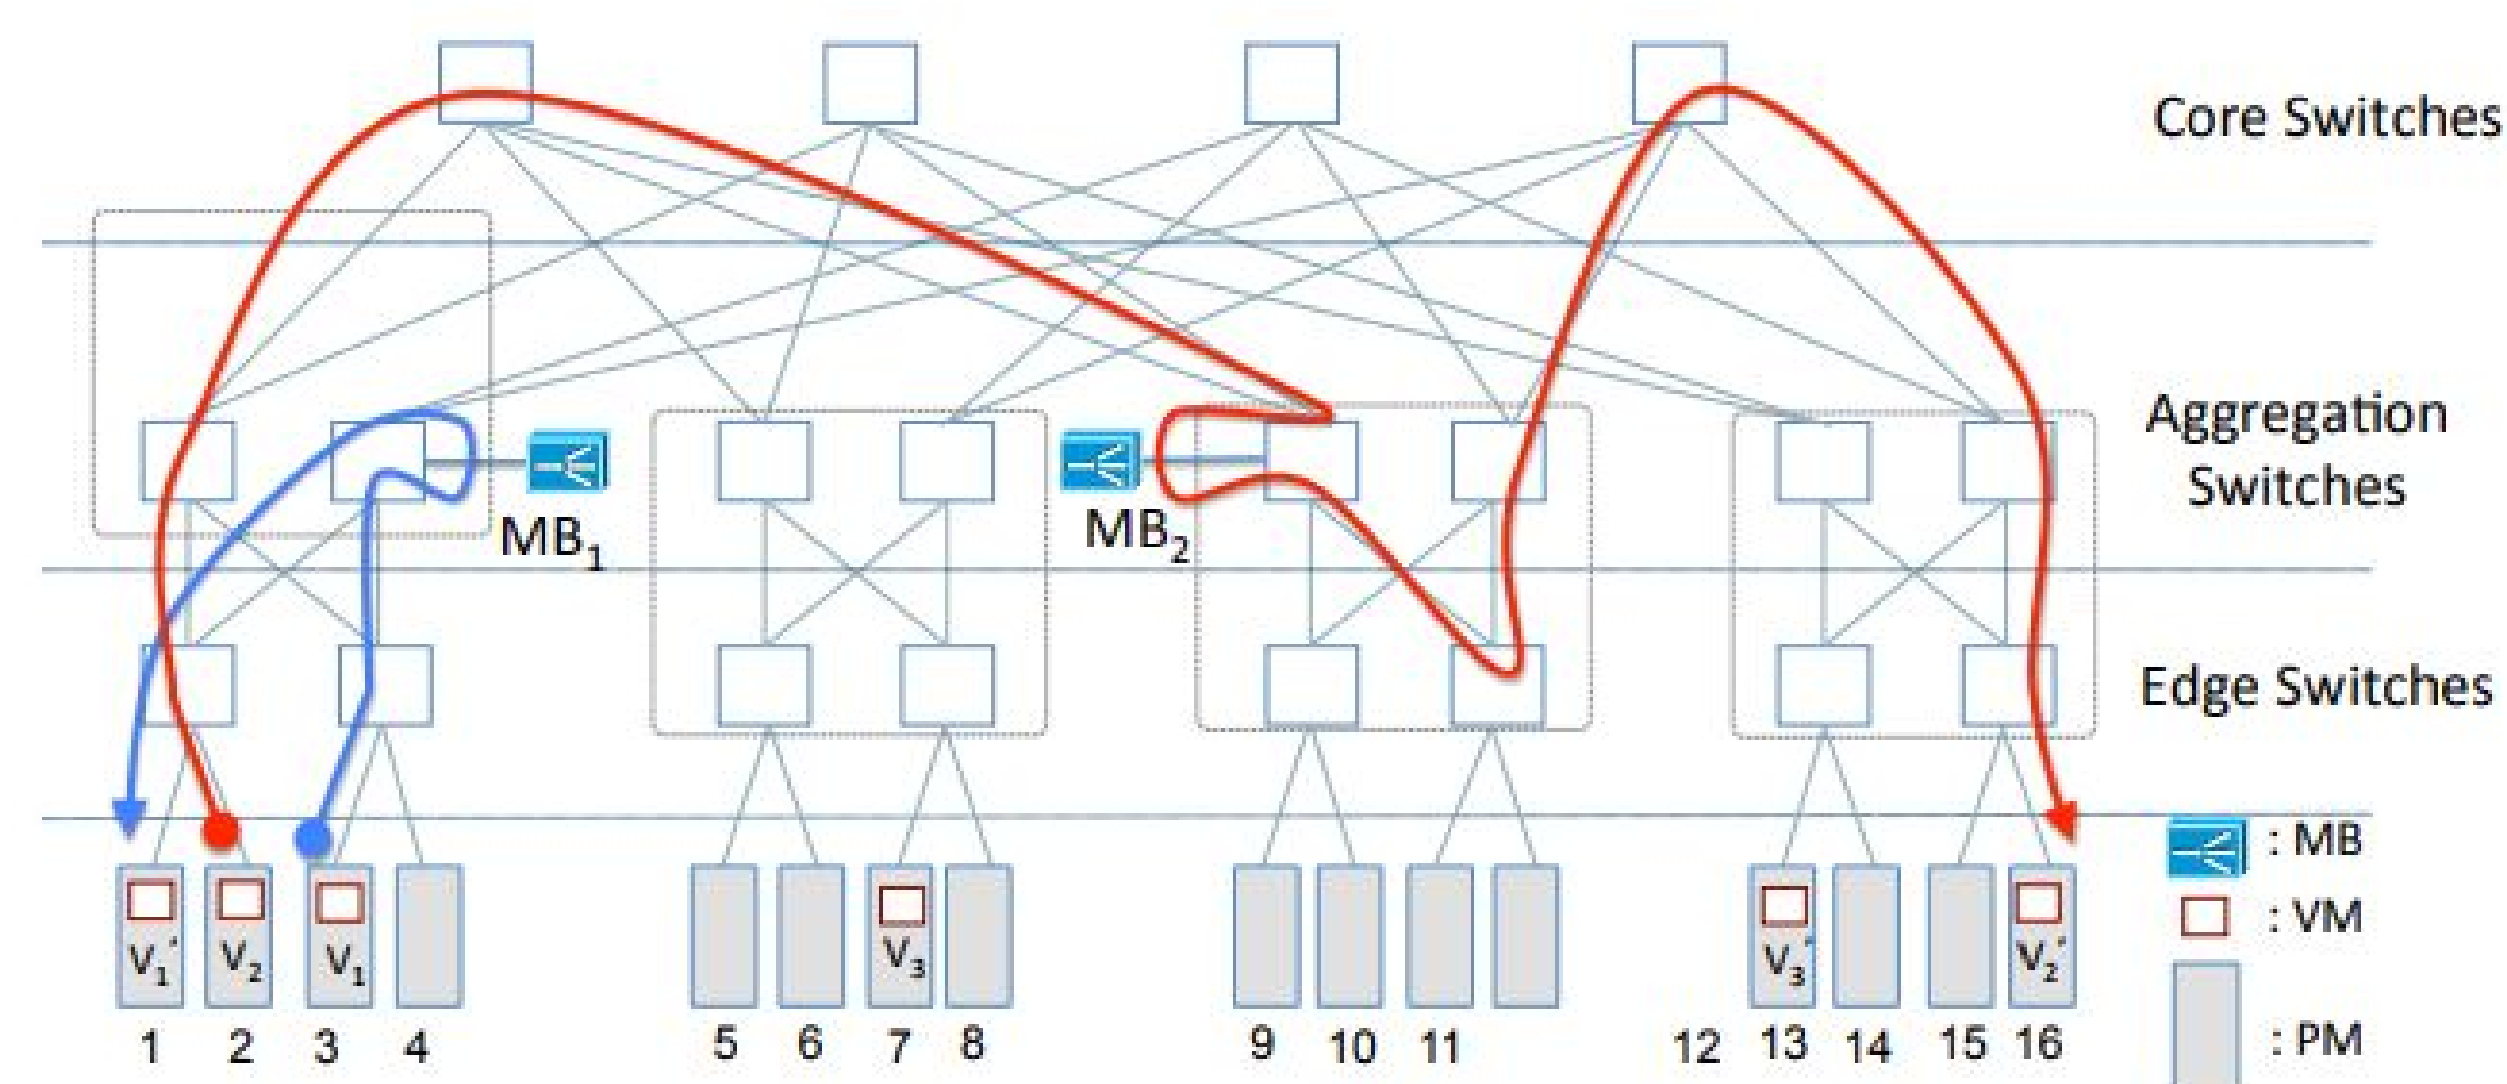 Core Switches
Aggregation
Switches
MB₁
MB₂
Edge Switches
: MB
: VM
: PM
V₁′ V₂ V₁ V₃ V₃′ V₂′
1 2 3 4 5 6 7 8 9 10 11 12 13 14 15 16